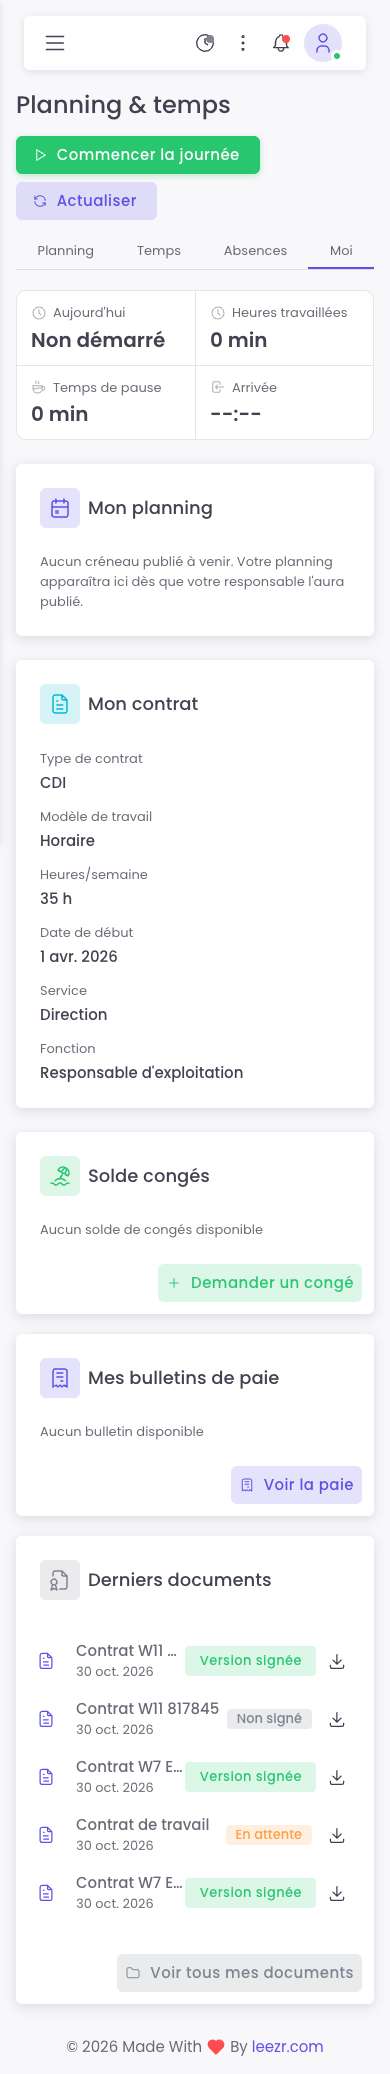 Planning & temps
Commencer la journée
Actualiser
Planning Temps Absences Moi
Aujourd'hui
Non démarré
Heures travaillées
0 min
Temps de pause
0 min
Arrivée
--:--
Mon planning
Aucun créneau publié à venir. Votre planning
apparaîtra ici dès que votre responsable l'aura
publié.
Mon contrat
Type de contrat
CDI
Modèle de travail
Horaire
Heures/semaine
35 h
Date de début
1 avr. 2026
Service
Direction
Fonction
Responsable d'exploitation
Solde congés
Aucun solde de congés disponible
Demander un congé
Mes bulletins de paie
Aucun bulletin disponible
Voir la paie
Derniers documents
Contrat W11 ...
30 oct. 2026
Version signée
Contrat W11 817845
30 oct. 2026
Non signé
Contrat W7 E...
30 oct. 2026
Version signée
Contrat de travail
30 oct. 2026
En attente
Contrat W7 E...
30 oct. 2026
Version signée
Voir tous mes documents
© 2026 Made With By leezr.com